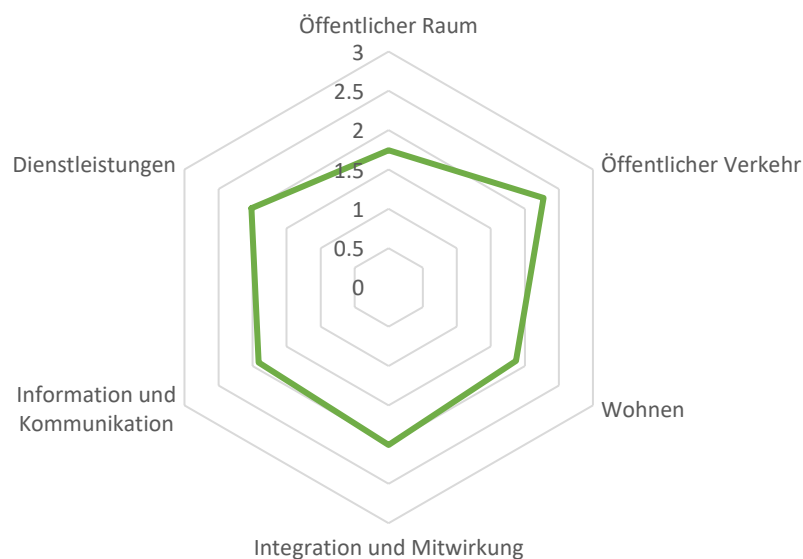 Öffentlicher Raum
3
2.5
2
1.5
1
0.5
0
Öffentlicher Verkehr
Wohnen
Integration und Mitwirkung
Information und
Kommunikation
Dienstleistungen